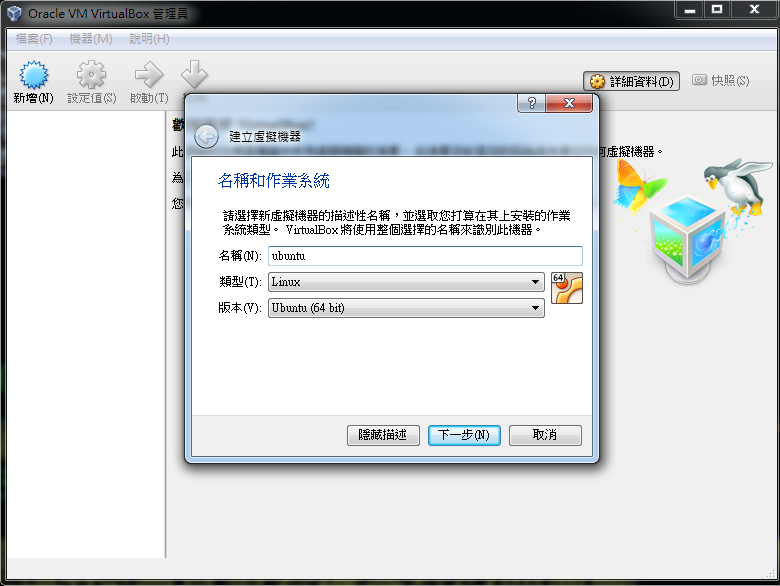 Oracle VM VirtualBox 管理員
檔案(F) 機器(M) 說明(H)
新增(N) 設定值(S) 啟動(T)
詳細資料(D) 快照(S)
建立虛擬機器
歡
此
何虛擬機器。
為
您
名稱和作業系統
請選擇新虛擬機器的描述性名稱，並選取您打算在其上安裝的作業
系統類型。 VirtualBox 將使用整個選擇的名稱來識別此機器。
名稱(N): ubuntu
類型(T): Linux
64
版本(V): Ubuntu (64 bit)
隱藏描述 下一步(N) 取消